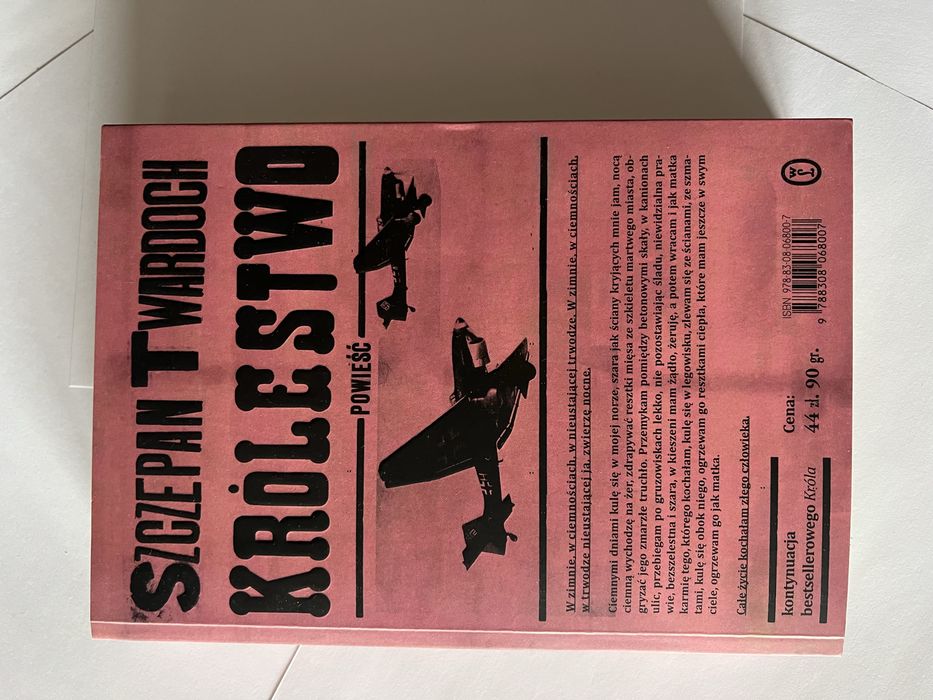 SZCZEPAN TWARDOCH
KRÓLESTWO
POWIEŚĆ
W zimnie, w ciemnościach, w nieustającej trwodze. W zimnie, w ciemnościach,
w trwodze nieustającej ja, zwierzę nocne.
Ciemnymi dniami kulę się w mojej norze, szara jak ściany kryjących mnie jam, nocą
ciemną wychodzę na żer, zdrapywać resztki mięsa ze szkieletu martwego miasta, ob-
gryzać jego zmarzłe truchło. Przemykam pomiędzy betonowymi skały, w kanionach
ulic, przebiegam po gruzowiskach lekko, nie pozostawiając śladu, niewidzialna pra-
wie, bezszelestna i szara, w kieszeni mam żądło, żeruję, a potem wracam i jak matka
karmię tego, którego kochałam, kulę się w legowisku, zlewam się ze ścianami, ze szma-
tami, kulę się obok niego, ogrzewam go resztkami ciepła, które mam jeszcze w swym
ciele, ogrzewam go jak matka.
Całe życie kochałam złego człowieka.
kontynuacja
bestsellerowego Króla
Cena:
44 zł. 90 gr.
ISBN 978-83-08-06800-7
9 788308 068007
WL